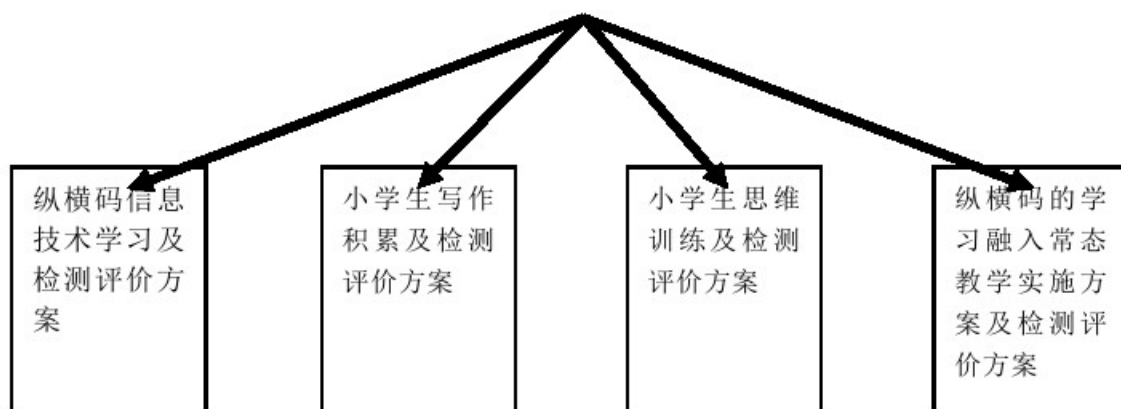 纵横码信息
技术学习及
检测评价方
案
小学生写作
积累及检测
评价方案
小学生思维
训练及检测
评价方案
纵横码的学
习融入常态
教学实施方
案及检测评
价方案